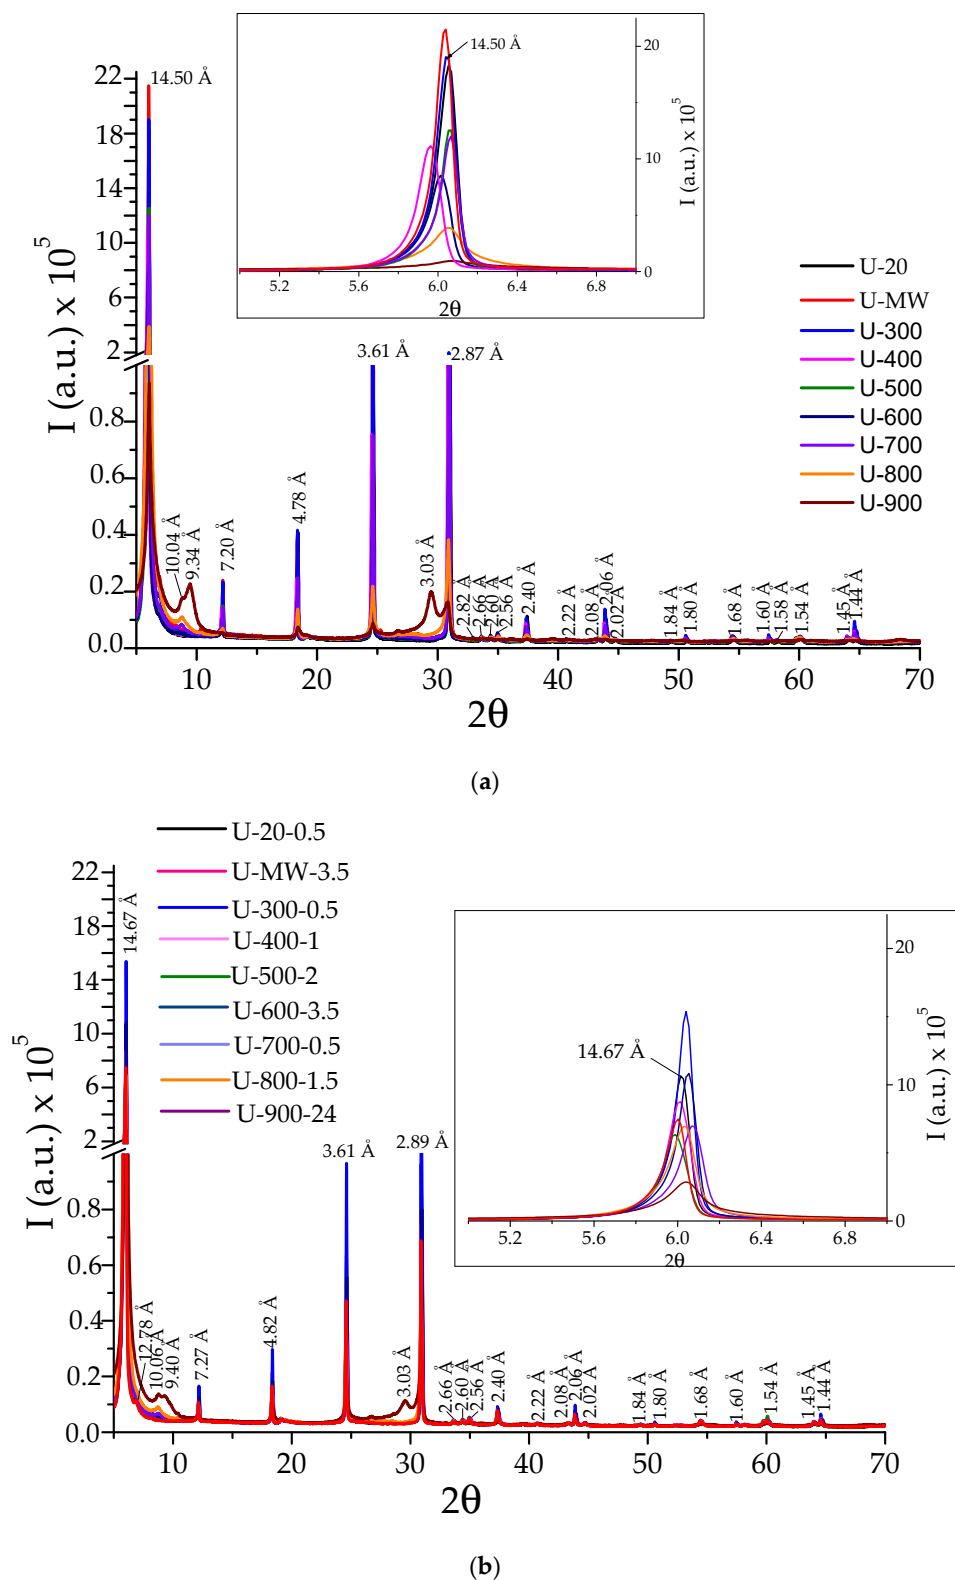 14.50 Å
20
10
0
I (a.u.) x 10⁵
5.2
5.6
6.0
6.4
6.8
2θ
22
18
14
10
6
2
0.8
0.6
0.4
0.2
0.0
I (a.u.) x 10⁵
14.50 Å
10.04 Å
9.34 Å
7.20 Å
4.78 Å
3.61 Å
3.03 Å
2.87 Å
2.82 Å
2.66 Å
2.60 Å
2.56 Å
2.40 Å
2.22 Å
2.08 Å
2.06 Å
2.02 Å
1.84 Å
1.80 Å
1.68 Å
1.60 Å
1.58 Å
1.54 Å
1.45 Å
1.44 Å
U-20
U-MW
U-300
U-400
U-500
U-600
U-700
U-800
U-900
10
20
30
40
50
60
70
2θ
(a)
U-20-0.5
U-MW-3.5
U-300-0.5
U-400-1
U-500-2
U-600-3.5
U-700-0.5
U-800-1.5
U-900-24
22
18
14
10
6
2
0.8
0.6
0.4
0.2
0.0
I (a.u.) x 10⁵
14.67 Å
20
10
0
I (a.u.) x 10⁵
5.2
5.6
6.0
6.4
6.8
2θ
14.67 Å
12.78 Å
10.06 Å
9.40 Å
7.27 Å
4.82 Å
3.61 Å
3.03 Å
2.89 Å
2.66 Å
2.60 Å
2.56 Å
2.40 Å
2.22 Å
2.08 Å
2.06 Å
2.02 Å
1.84 Å
1.80 Å
1.68 Å
1.60 Å
1.54 Å
1.45 Å
1.44 Å
10
20
30
40
50
60
70
2θ
(b)